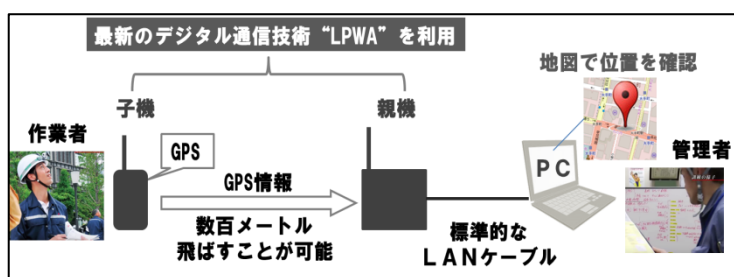 最新のデジタル通信技術“LPWA”を利用
地図で位置を確認
子機
親機
作業者
GPS
PC
管理者
GPS情報
数百メートル
飛ばすことが可能
標準的な
LANケーブル